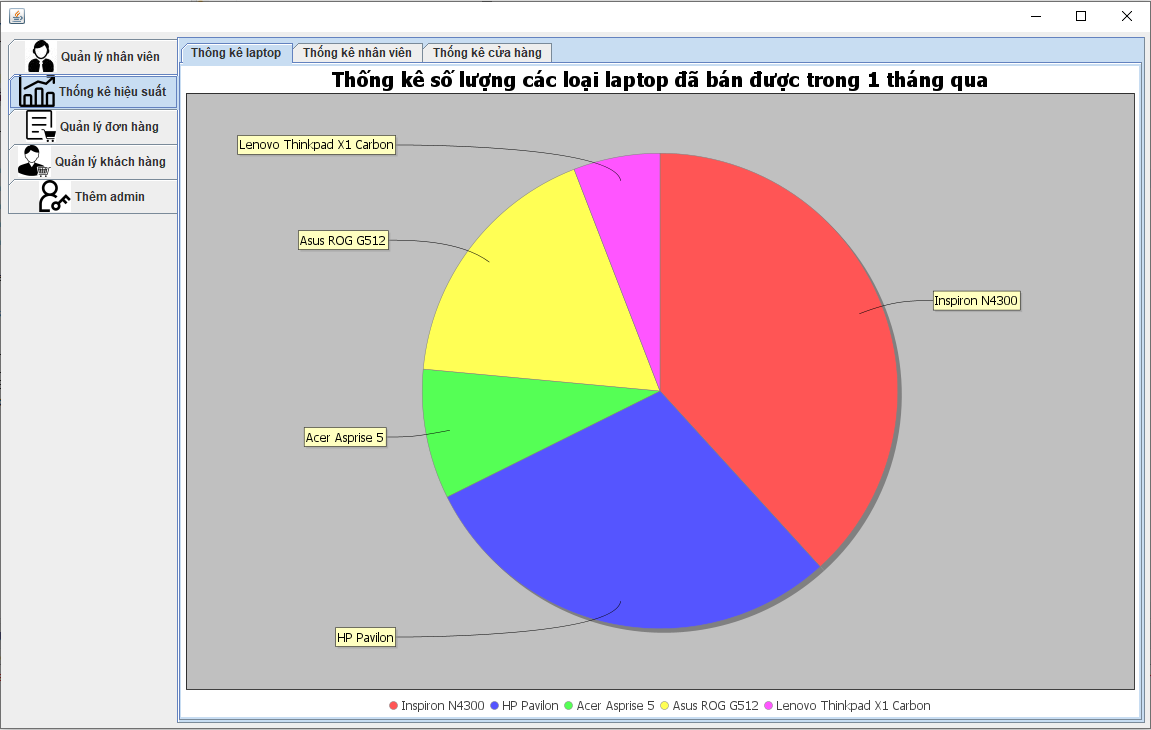 Quản lý nhân viên
Thống kê hiệu suất
Quản lý đơn hàng
Quản lý khách hàng
Thêm admin
Thông kê laptop
Thống kê nhân viên
Thống kê cửa hàng
Thống kê số lượng các loại laptop đã bán được trong 1 tháng qua
Lenovo Thinkpad X1 Carbon
Asus ROG G512
Inspiron N4300
Acer Asprise 5
HP Pavilon
Inspiron N4300 HP Pavilon Acer Asprise 5 Asus ROG G512 Lenovo Thinkpad X1 Carbon